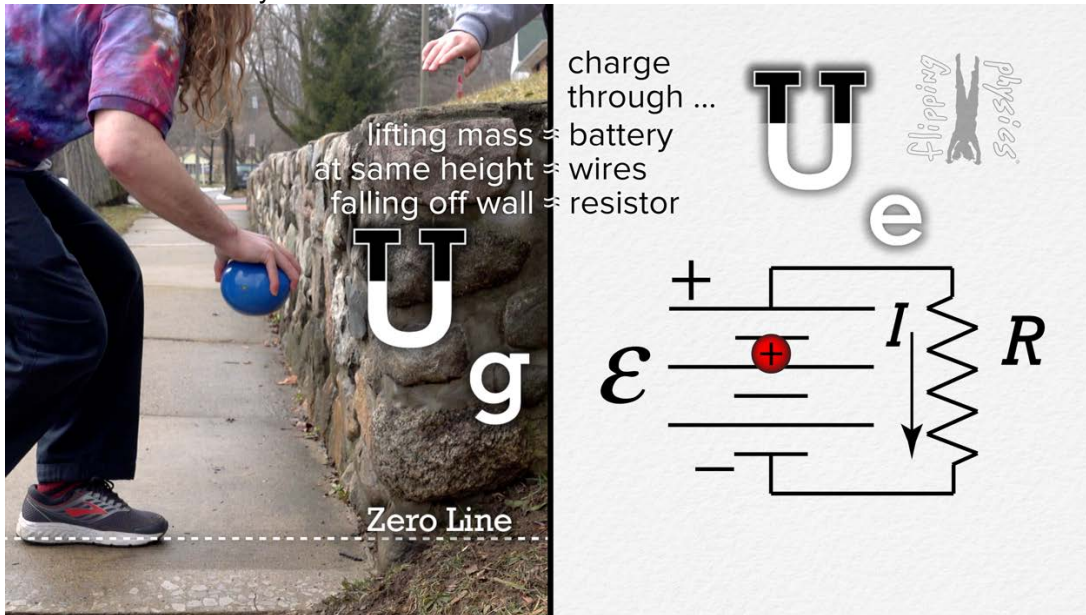 charge
through ...
lifting mass ≈ battery
at same height ≈ wires
falling off wall ≈ resistor
U
g
Zero Line
U
e
flipping
physics
+
ε
−
+
I
R